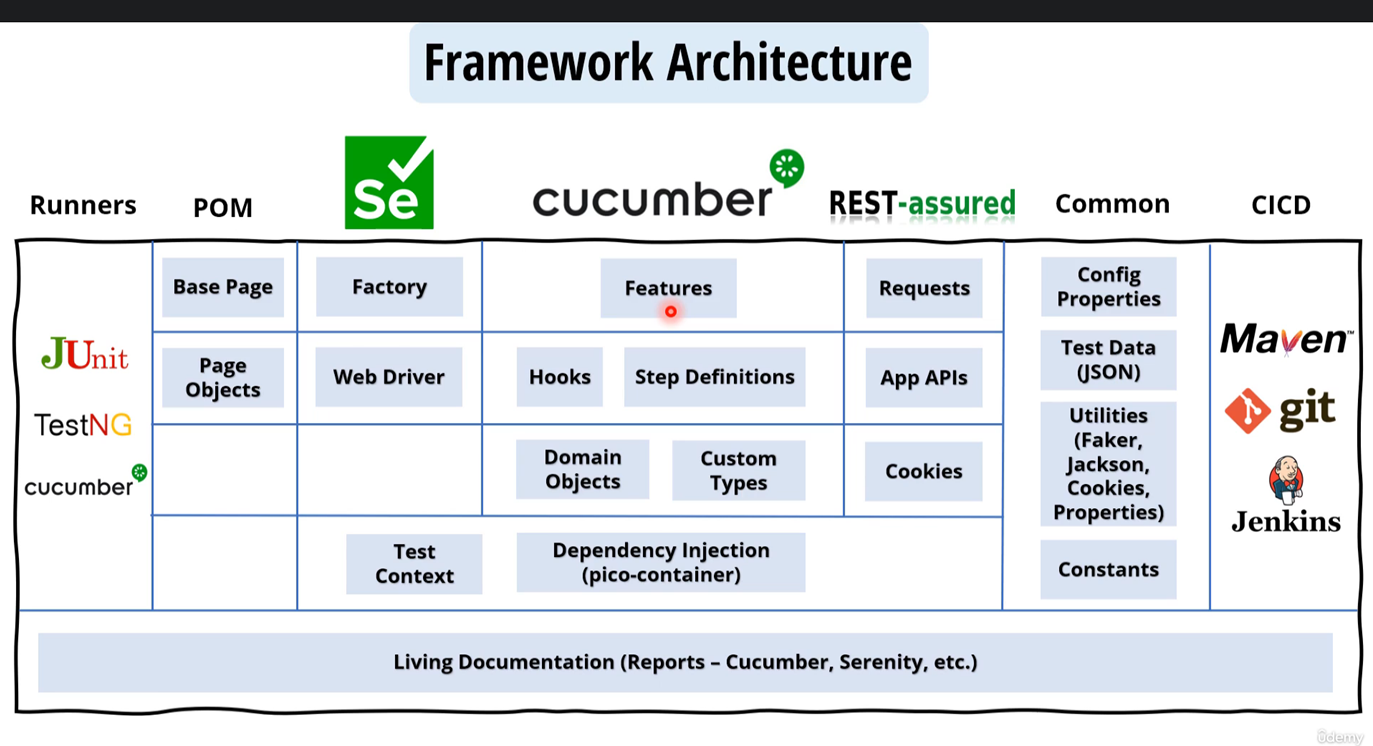 Framework Architecture
Runners
POM
Se
cucumber
REST-assured
Common
CICD
Base Page
Factory
Features
Requests
Config
Properties
JUnit
TestNG
cucumber
Page
Objects
Web Driver
Hooks
Step Definitions
App APIs
Test Data
(JSON)
Maven™
git
Jenkins
Domain
Objects
Custom
Types
Cookies
Utilities
(Faker,
Jackson,
Cookies,
Properties)
Test
Context
Dependency Injection
(pico-container)
Constants
Living Documentation (Reports – Cucumber, Serenity, etc.)
ûdemy